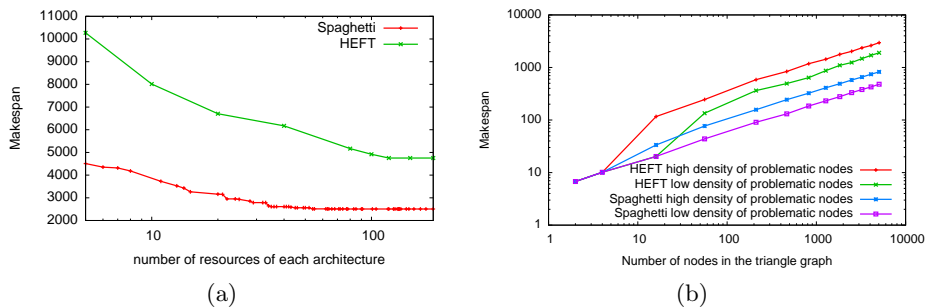 Makespan
11000
10000
9000
8000
7000
6000
5000
4000
3000
2000
10
100
number of resources of each architecture
Spaghetti
HEFT
(a)
Makespan
10000
1000
100
10
1
1
10
100
1000
10000
Number of nodes in the triangle graph
HEFT high density of problematic nodes
HEFT low density of problematic nodes
Spaghetti high density of problematic nodes
Spaghetti low density of problematic nodes
(b)